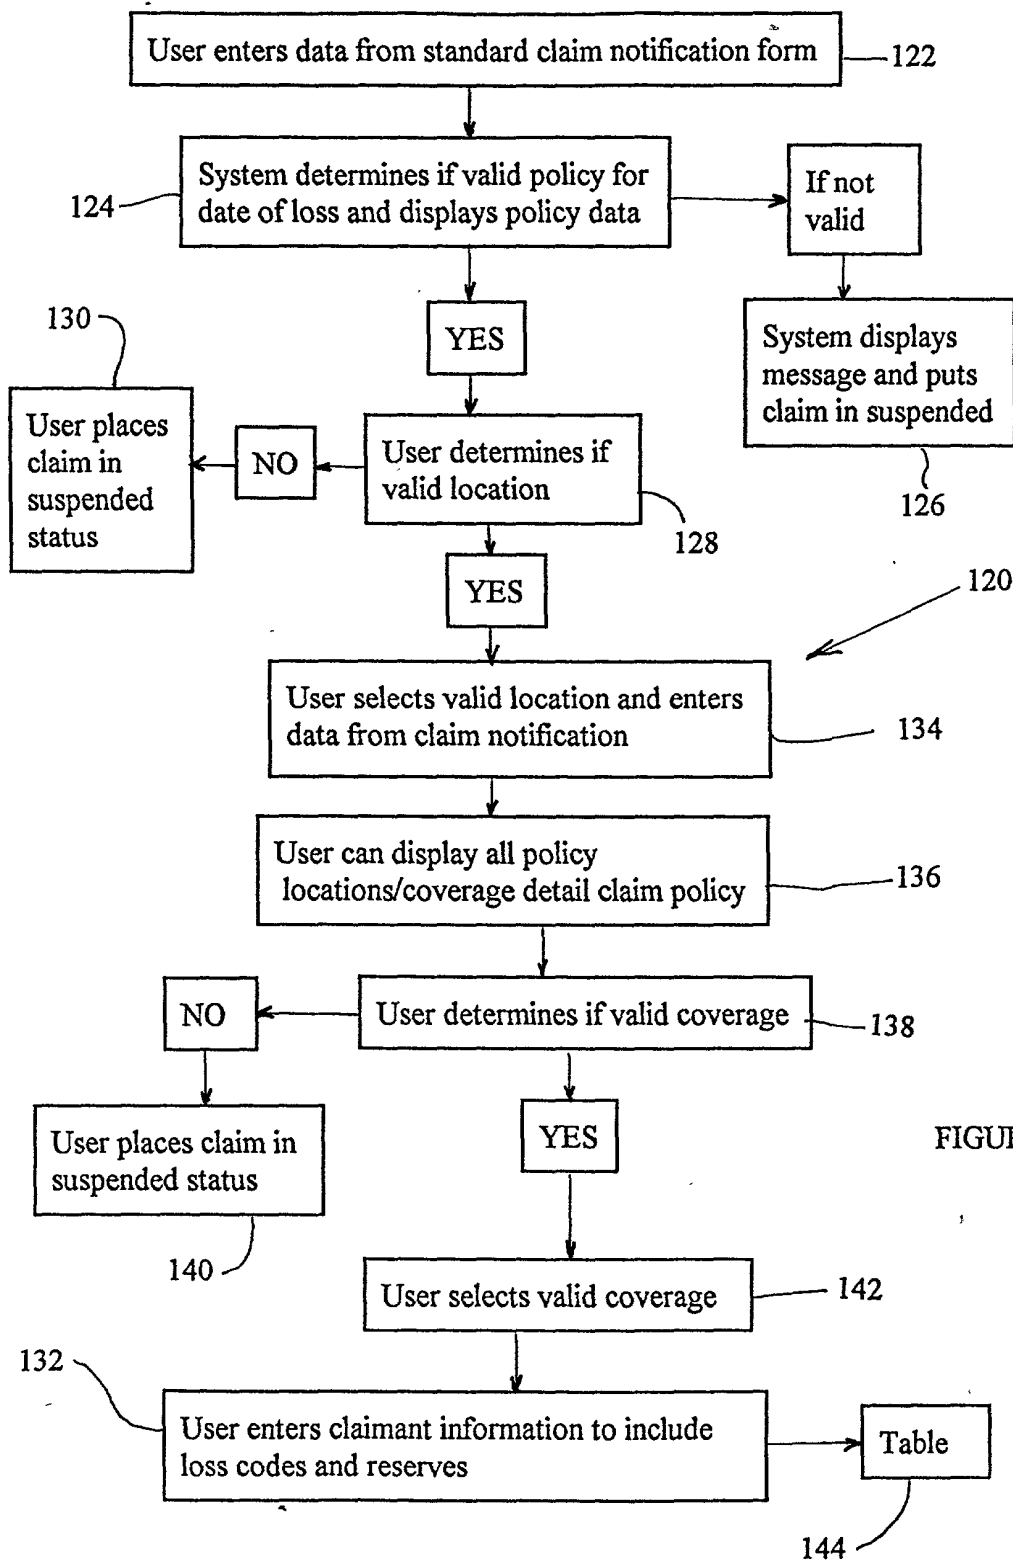 User enters data from standard claim notification form
122
System determines if valid policy for
date of loss and displays policy data
124
If not
valid
YES
130
System displays
message and puts
claim in suspended
126
User places
claim in
suspended
status
NO
User determines if
valid location
128
YES
120
User selects valid location and enters
data from claim notification
134
User can display all policy
locations/coverage detail claim policy
136
NO
User determines if valid coverage
138
YES
User places claim in
suspended status
140
FIGU
User selects valid coverage
142
132
User enters claimant information to include
loss codes and reserves
Table
144